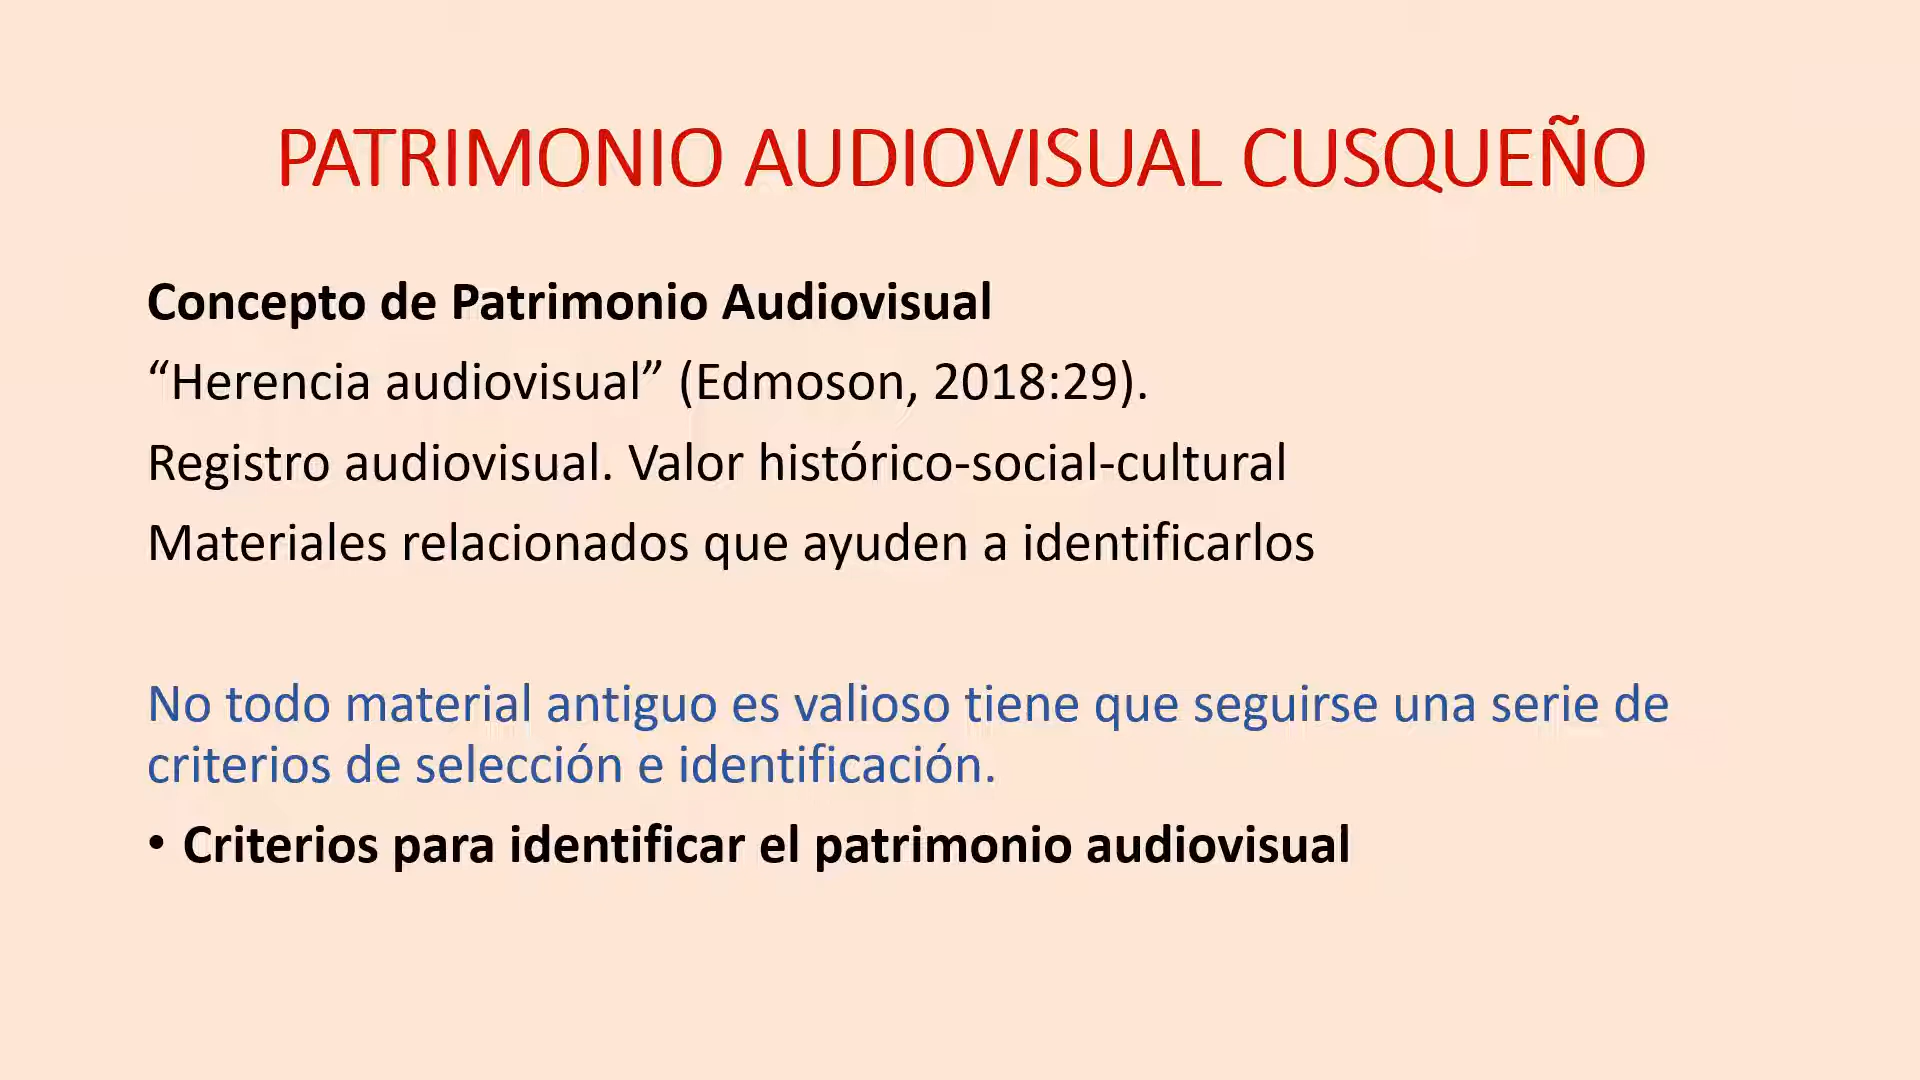 PATRIMONIO AUDIOVISUAL CUSQUEÑO
Concepto de Patrimonio Audiovisual
“Herencia audiovisual” (Edmoson, 2018:29).
Registro audiovisual. Valor histórico-social-cultural
Materiales relacionados que ayuden a identificarlos
No todo material antiguo es valioso tiene que seguirse una serie de
criterios de selección e identificación.
• Criterios para identificar el patrimonio audiovisual